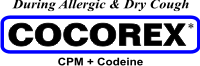 During Allergic & Dry Cough
COCOREX*
CPM + Codeine